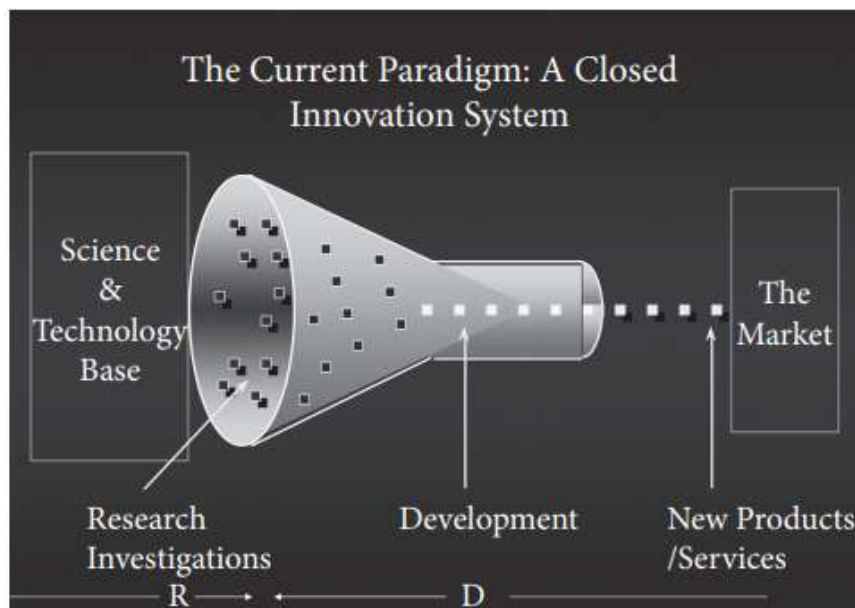 The Current Paradigm: A Closed
Innovation System
Science
&
Technology
Base
The
Market
Research
Investigations
Development
New Products
/Services
R
D